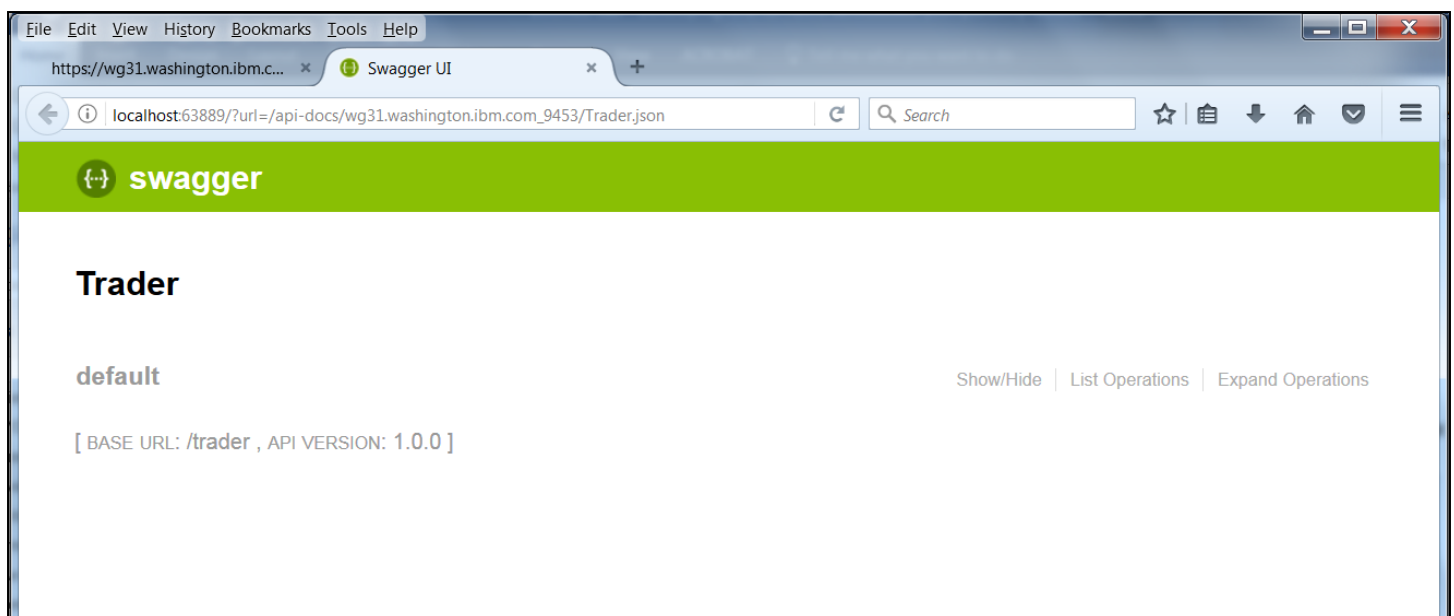 File Edit View History Bookmarks Tools Help
https://wg31.washington.ibm.c... × Swagger UI × +
localhost:63889/?url=/api-docs/wg31.washington.ibm.com_9453/Trader.json Search
{...} swagger
Trader
default Show/Hide List Operations Expand Operations
[ BASE URL: /trader , API VERSION: 1.0.0 ]